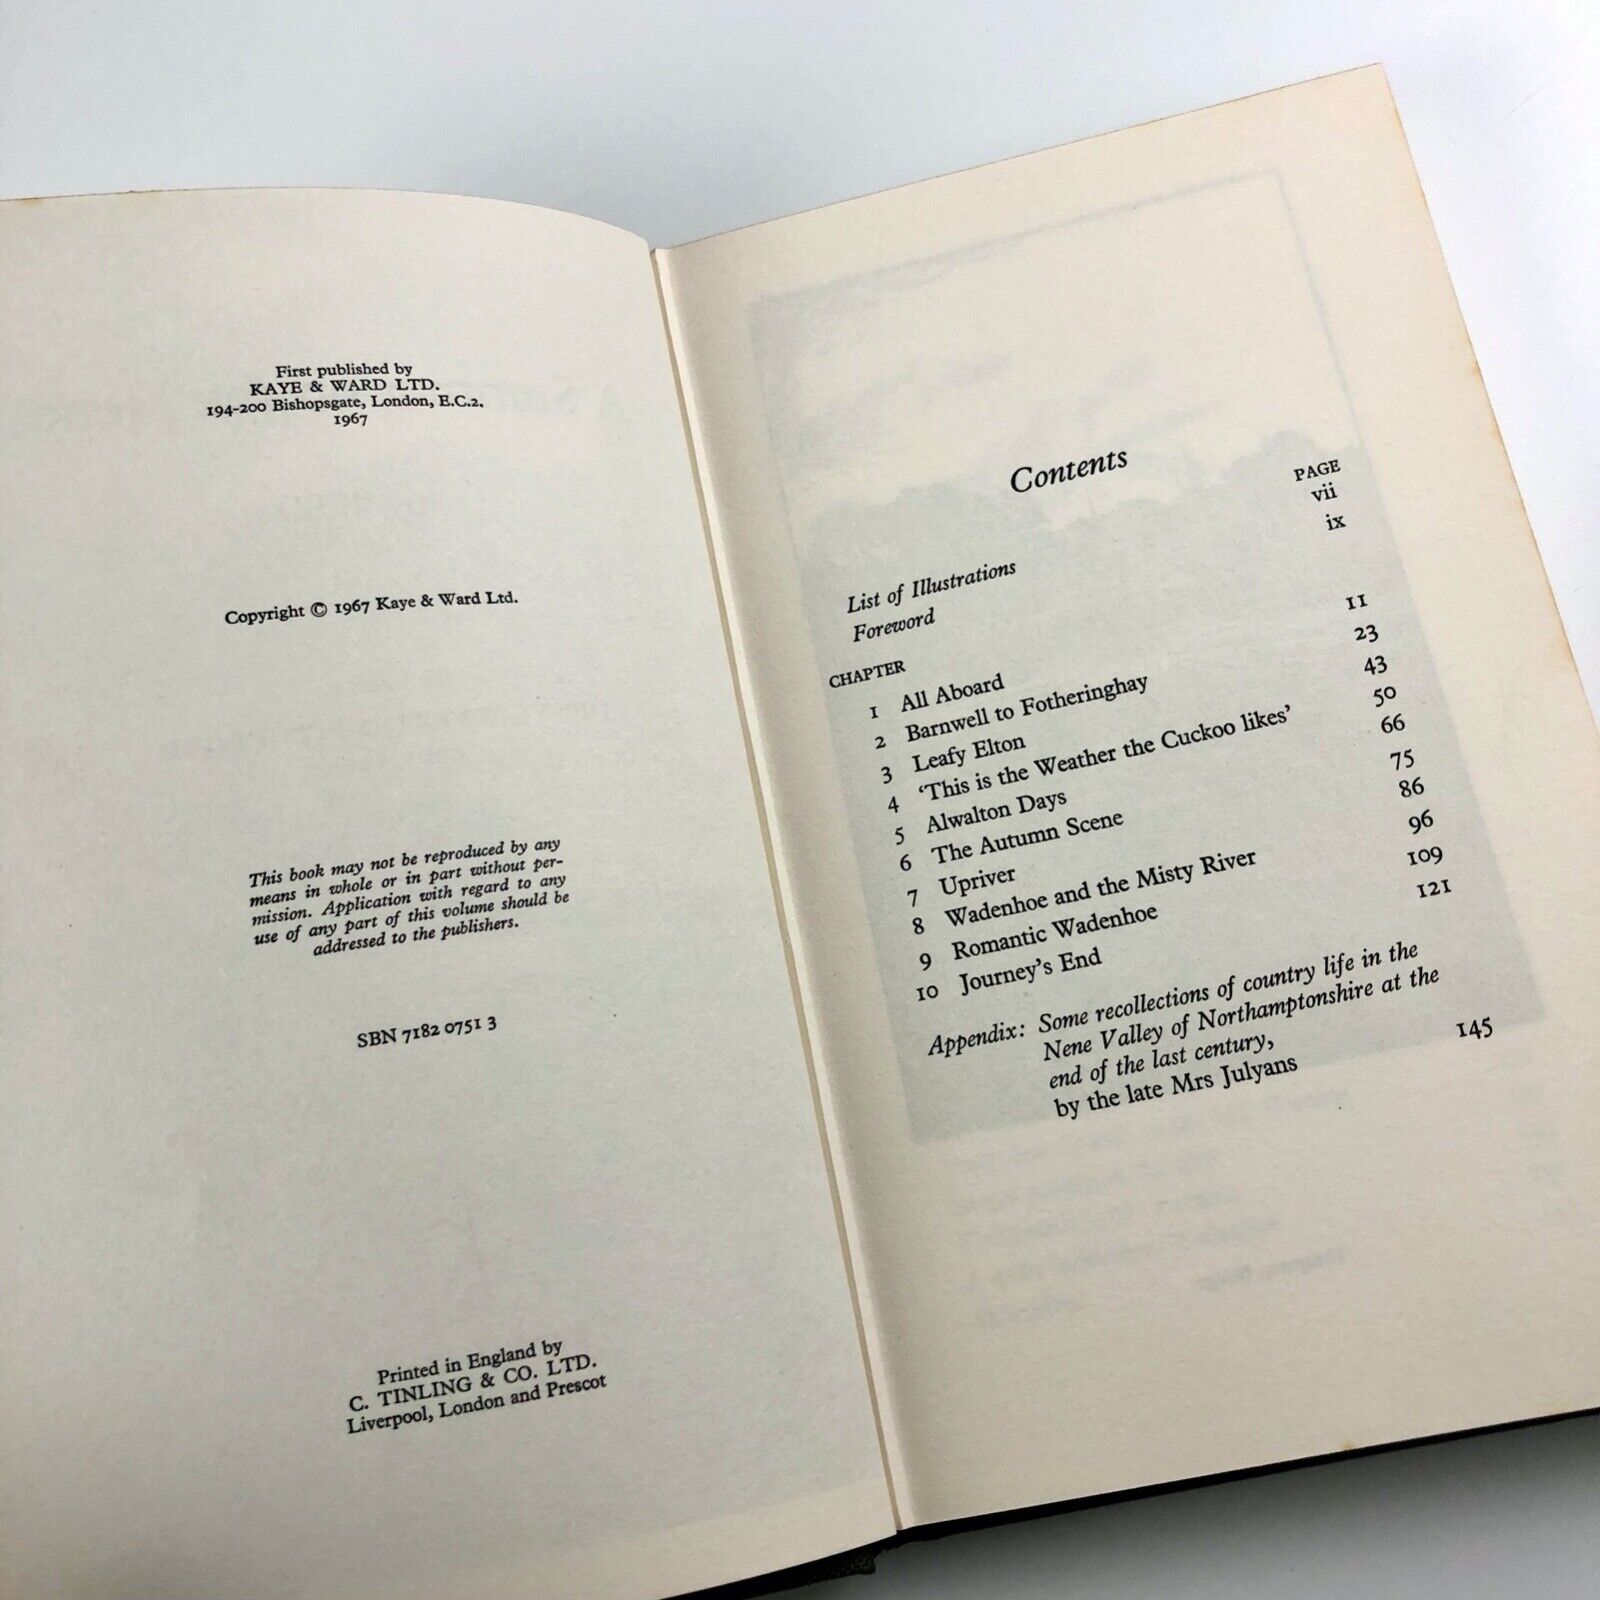 First published by
KAYE & WARD LTD.
194-200 Bishopsgate, London, E.C.2.
1967
Copyright © 1967 Kaye & Ward Ltd.
This book may not be reproduced by any
means in whole or in part without per-
mission. Application with regard to any
use of any part of this volume should be
addressed to the publishers.
SBN 7182 0751 3
Printed in England by
C. TINLING & CO. LTD.
Liverpool, London and Prescot
Contents
PAGE
List of Illustrations vii
Foreword ix
CHAPTER
1 All Aboard 11
2 Barnwell to Fotheringhay 23
3 Leafy Elton 43
4 ‘This is the Weather the Cuckoo likes’ 50
5 Alwalton Days 66
6 The Autumn Scene 75
7 Upriver 86
8 Wadenhoe and the Misty River 96
9 Romantic Wadenhoe 109
10 Journey's End 121
Appendix: Some recollections of country life in the
Nene Valley of Northamptonshire at the
end of the last century,
by the late Mrs Julyans 145